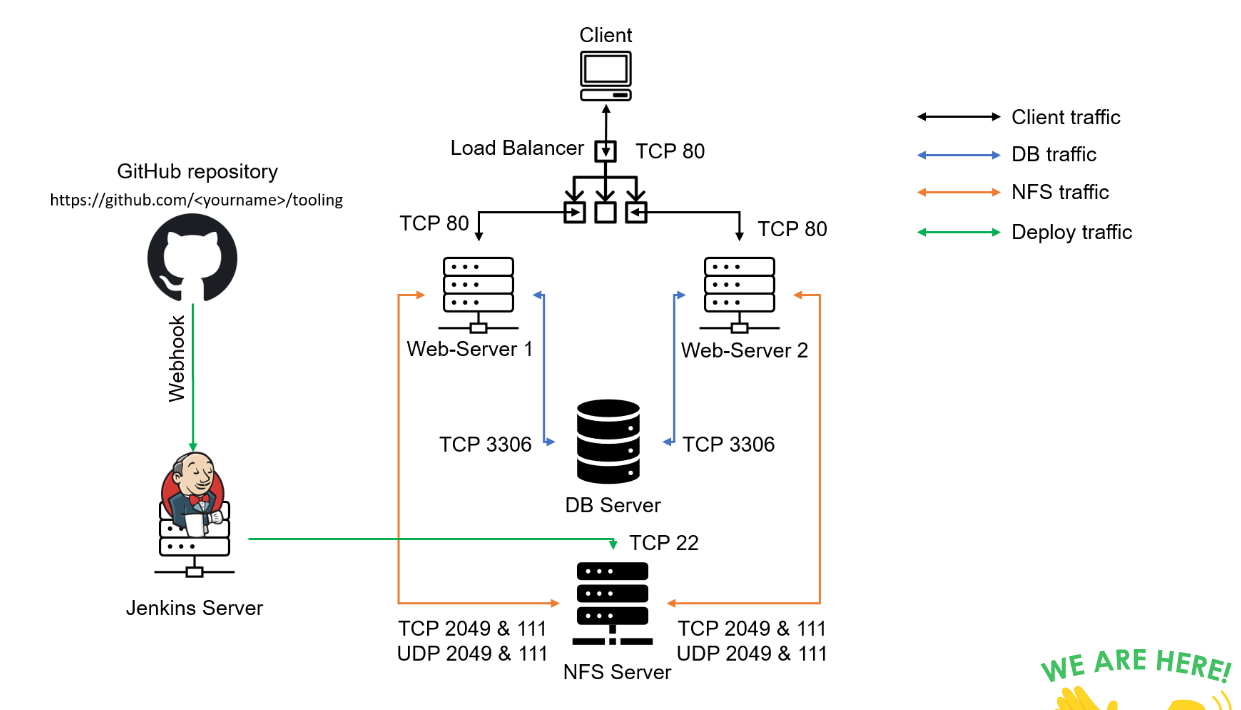 Client
Load Balancer
TCP 80
GitHub repository
https://github.com/<yourname>/tooling
TCP 80
TCP 80
Client traffic
DB traffic
NFS traffic
Deploy traffic
Webhook
Web-Server 1
Web-Server 2
TCP 3306
TCP 3306
DB Server
TCP 22
Jenkins Server
TCP 2049 & 111
UDP 2049 & 111
TCP 2049 & 111
UDP 2049 & 111
NFS Server
WE ARE HERE!